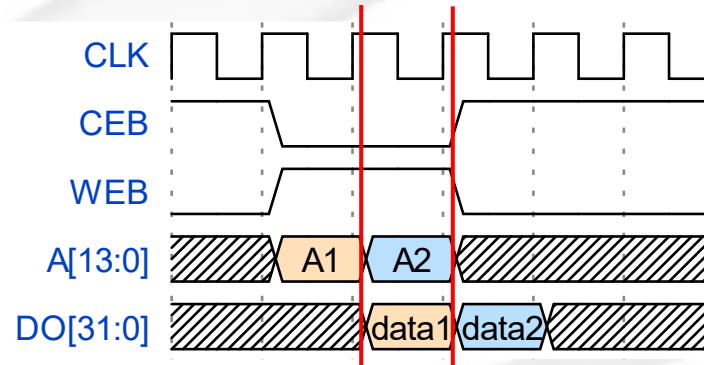 CLK
CEB
WEB
A[13:0] A1 A2
DO[31:0] data1 data2